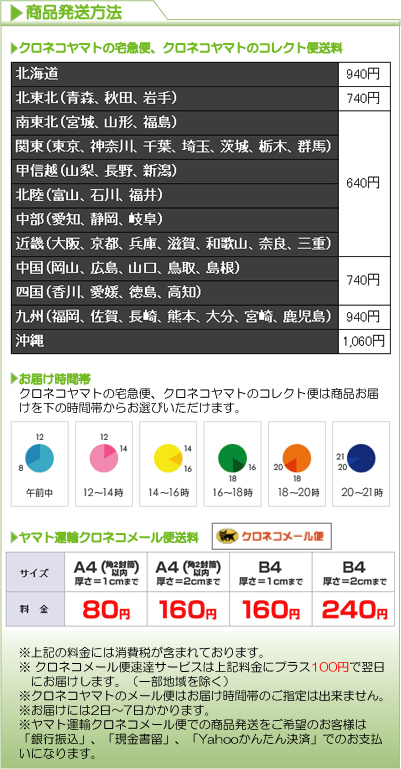 商品発送方法
クロネコヤマトの宅急便、クロネコヤマトのコレクト便送料
北海道 940円
北東北(青森、秋田、岩手) 740円
南東北(宮城、山形、福島)
関東(東京、神奈川、千葉、埼玉、茨城、栃木、群馬)
甲信越(山梨、長野、新潟)
640円
北陸(富山、石川、福井)
中部(愛知、静岡、岐阜)
近畿(大阪、京都、兵庫、滋賀、和歌山、奈良、三重)
中国(岡山、広島、山口、鳥取、島根)
740円
四国(香川、愛媛、徳島、高知)
九州(福岡、佐賀、長崎、熊本、大分、宮崎、鹿児島) 940円
沖縄 1,060円
お届け時間帯
クロネコヤマトの宅急便、クロネコヤマトのコレクト便は商品お届
けを下の時間帯からお選びいただけます。
12 8 午前中
12 14 12〜14時
14 16 14〜16時
18 16 16〜18時
20 18 18〜20時
21 20 20〜21時
ヤマト運輸クロネコメール便送料 クロネコメール便
サイズ A4(角2封筒以内)厚さ=1cmまで A4(角2封筒以内)厚さ=2cmまで B4 厚さ=1cmまで B4 厚さ=2cmまで
料 金 80円 160円 160円 240円
※上記の料金には消費税が含まれております。
※ クロネコメール便速達サービスは上記料金にプラス100円で翌日
にお届けします。(一部地域を除く)
※クロネコヤマトのメール便はお届け時間帯のご指定は出来ません。
※お届けには2日〜7日かかります。
※ヤマト運輸クロネコメール便での商品発送をご希望のお客様は
「銀行振込」、「現金書留」、「Yahooかんたん決済」でのお支払
いになります。